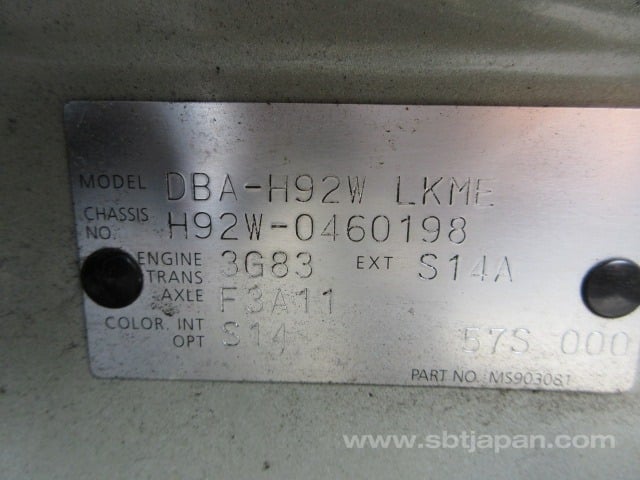 MODEL DBA-H92W LKME
CHASSIS NO. H92W-0460198
ENGINE 3G83 EXT S14A
TRANS AXLE F3A11
COLOR. INT OPT S14 57S 000
PART NO. MS903081
www.sbtjapan.com